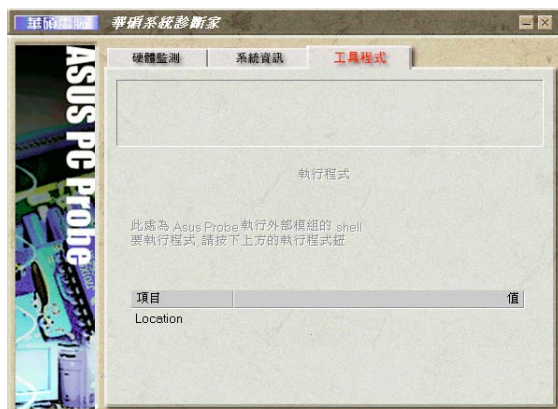 華碩電腦 華碩系統診斷家
硬體監測 系統資訊 工具程式
ASUS PC Probe
執行程式
此處為 Asus Probe 執行外部模組的 shell
要執行程式, 請按下上方的執行程式鈕
項目 值
Location